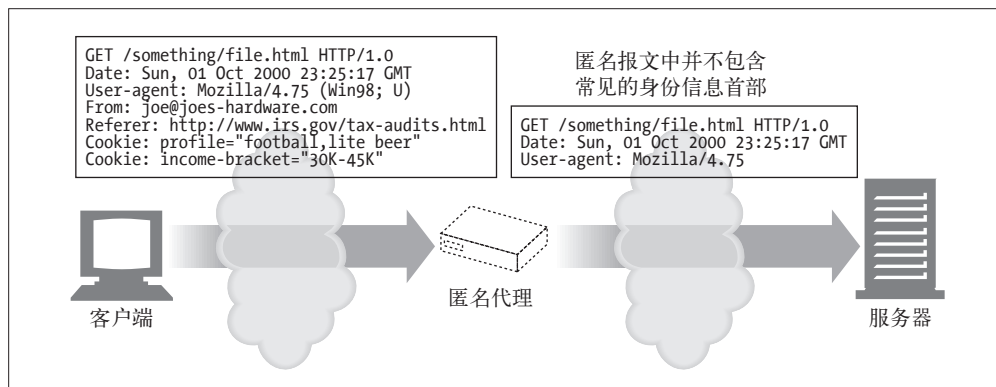 GET /something/file.html HTTP/1.0
Date: Sun, 01 Oct 2000 23:25:17 GMT
User-agent: Mozilla/4.75 (Win98; U)
From: joe@joes-hardware.com
Referer: http://www.irs.gov/tax-audits.html
Cookie: profile="football,lite beer"
Cookie: income-bracket="30K-45K"
匿名报文中并不包含
常见的身份信息首部
GET /something/file.html HTTP/1.0
Date: Sun, 01 Oct 2000 23:25:17 GMT
User-agent: Mozilla/4.75
客户端
匿名代理
服务器